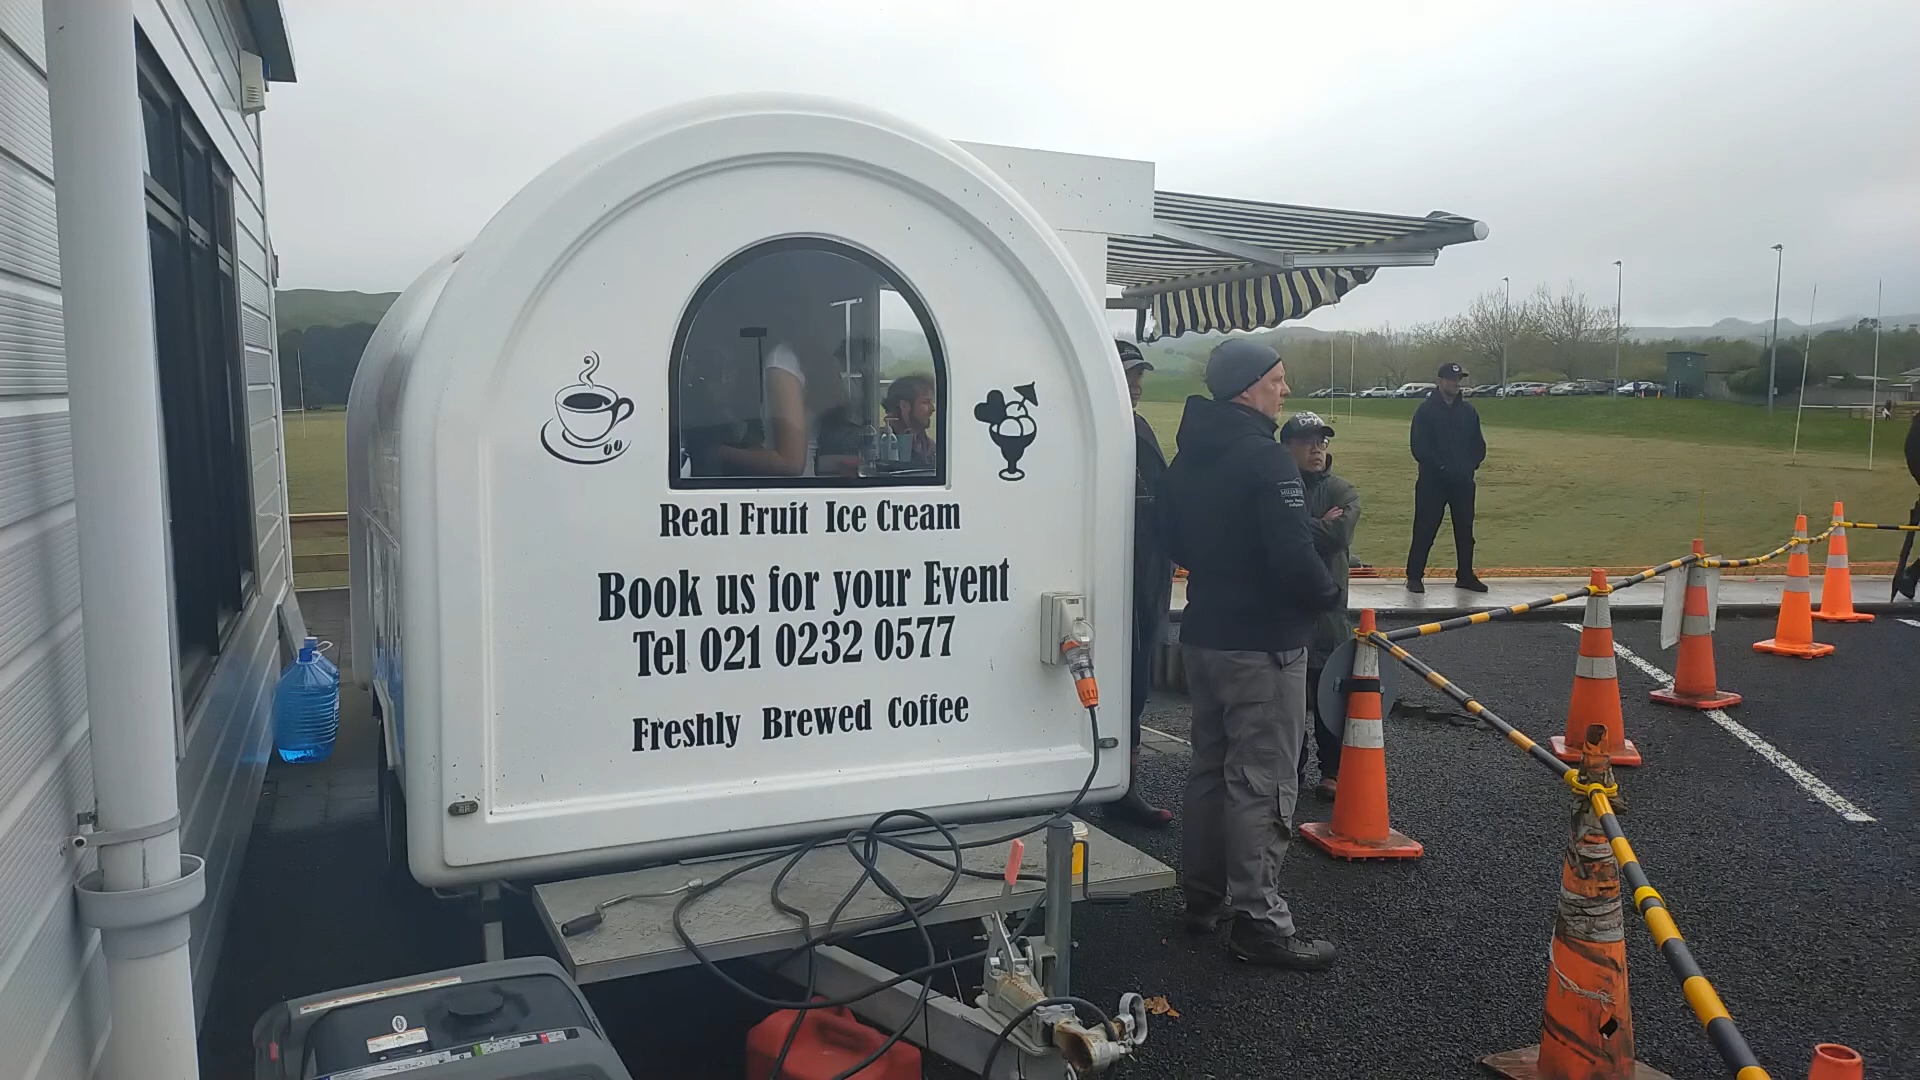 Real Fruit Ice Cream
Book us for your Event
Tel 021 0232 0577
Freshly Brewed Coffee